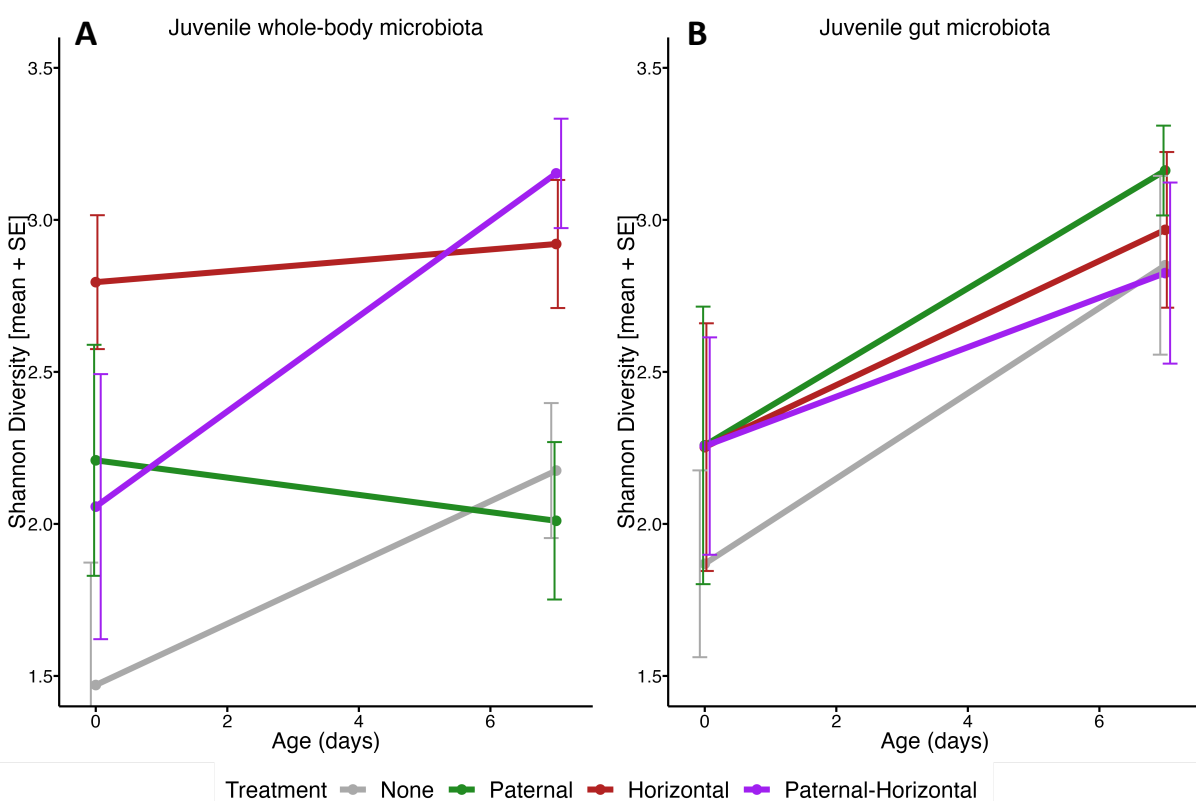 A
Juvenile whole-body microbiota
Shannon Diversity [mean + SE]
3.5
3.0
2.5
2.0
1.5
0 2 4 6
Age (days)
B
Juvenile gut microbiota
Shannon Diversity [mean + SE]
3.5
3.0
2.5
2.0
1.5
0 2 4 6
Age (days)
Treatment None Paternal Horizontal Paternal-Horizontal